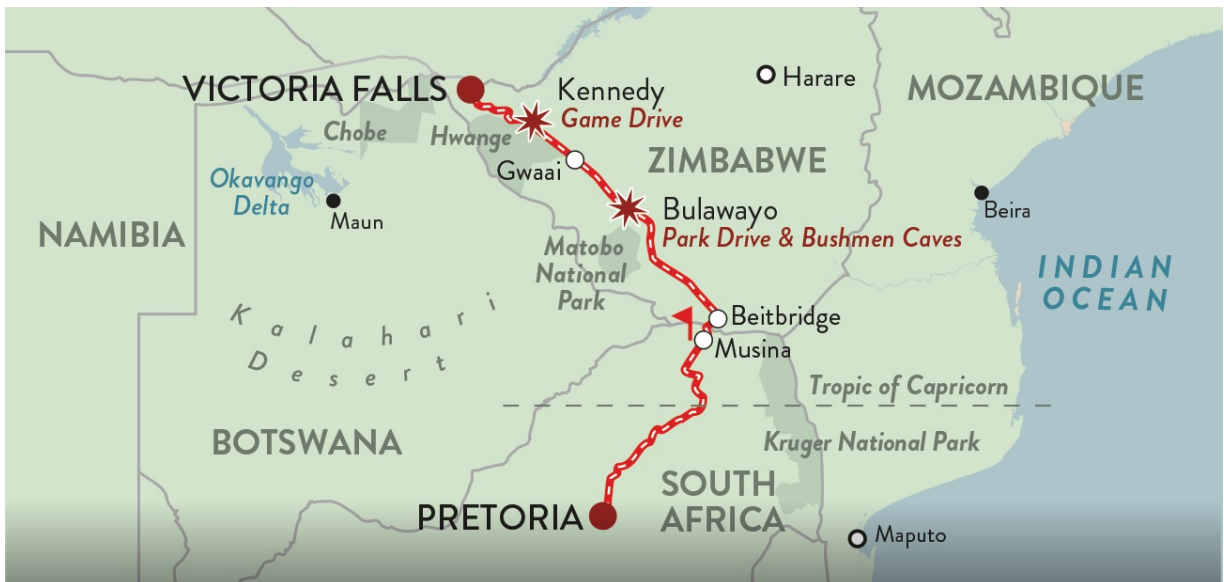 VICTORIA FALLS
Kennedy
Game Drive
Harare
MOZAMBIQUE
Chobe
Hwange
Gwaai
ZIMBABWE
Okavango
Delta
Maun
Beira
NAMIBIA
Bulawayo
Park Drive & Bushmen Caves
Matobo
National
Park
INDIAN
OCEAN
Kalahari
Desert
Beitbridge
Musina
Tropic of Capricorn
BOTSWANA
Kruger National Park
SOUTH
AFRICA
PRETORIA
Maputo